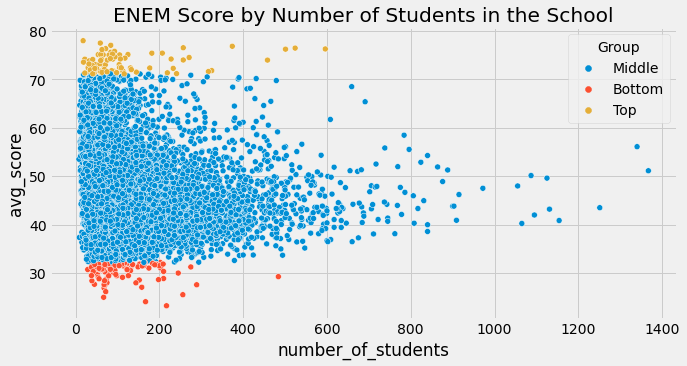 ENEM Score by Number of Students in the School
Group
Middle
Bottom
Top
avg_score
80
70
60
50
40
30
0 200 400 600 800 1000 1200 1400
number_of_students